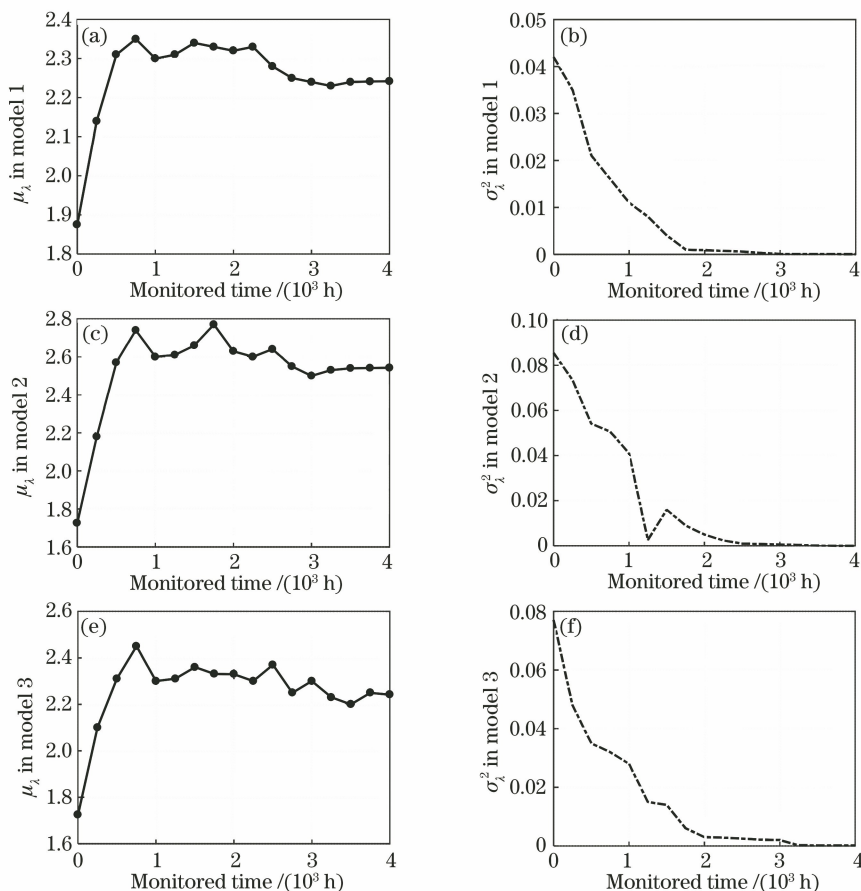 (a)
μλ in model 1
2.4
2.3
2.2
2.1
2.0
1.9
1.8
0 1 2 3 4
Monitored time /(10³ h)
(b)
σ²λ in model 1
0.05
0.04
0.03
0.02
0.01
0
0 1 2 3 4
Monitored time /(10³ h)
(c)
μλ in model 2
2.8
2.6
2.4
2.2
2.0
1.8
1.6
0 1 2 3 4
Monitored time /(10³ h)
(d)
σ²λ in model 2
0.10
0.08
0.06
0.04
0.02
0
0 1 2 3 4
Monitored time /(10³ h)
(e)
μλ in model 3
2.6
2.4
2.2
2.0
1.8
1.6
0 1 2 3 4
Monitored time /(10³ h)
(f)
σ²λ in model 3
0.08
0.06
0.04
0.02
0
0 1 2 3 4
Monitored time /(10³ h)